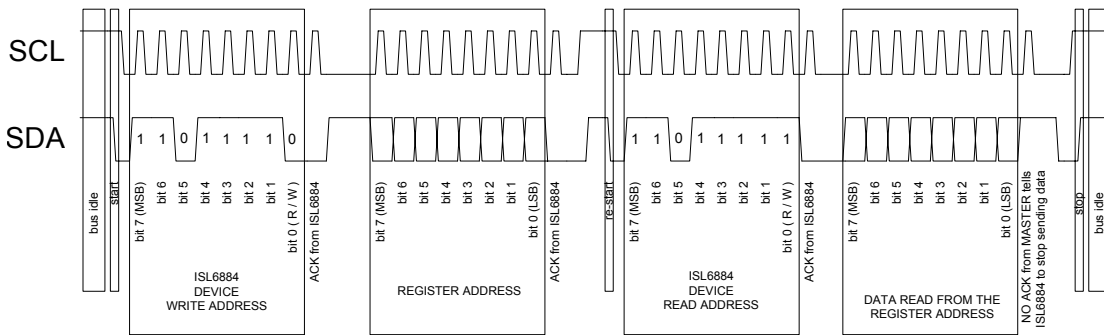 SCL
SDA
1 1 0 1 1 1 1 0
1 1 0 1 1 1 1 1
bus idle
start
bit 7 (MSB)
bit 6
bit 5
bit 4
bit 3
bit 2
bit 1
bit 0 ( R / W )
ACK from ISL6884
bit 7 (MSB)
bit 6
bit 5
bit 4
bit 3
bit 2
bit 1
bit 0 (LSB)
ACK from ISL6884
re-start
bit 7 (MSB)
bit 6
bit 5
bit 4
bit 3
bit 2
bit 1
bit 0 ( R / W )
ACK from ISL6884
bit 7 (MSB)
bit 6
bit 5
bit 4
bit 3
bit 2
bit 1
bit 0 (LSB)
NO ACK from MASTER tells
ISL6884 to stop sending data
stop
bus idle
ISL6884
DEVICE
WRITE ADDRESS
REGISTER ADDRESS
ISL6884
DEVICE
READ ADDRESS
DATA READ FROM THE
REGISTER ADDRESS